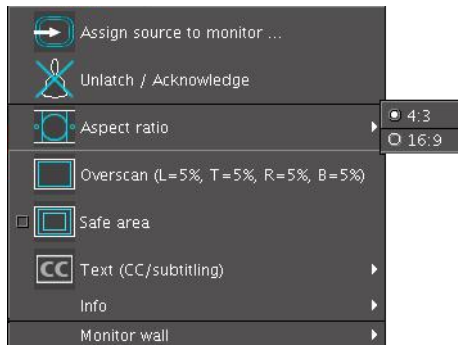 Assign source to monitor ...
Unlatch / Acknowledge
Aspect ratio
4:3
16:9
Overscan (L=5%, T=5%, R=5%, B=5%)
Safe area
CC Text (CC/subtitling)
Info
Monitor wall